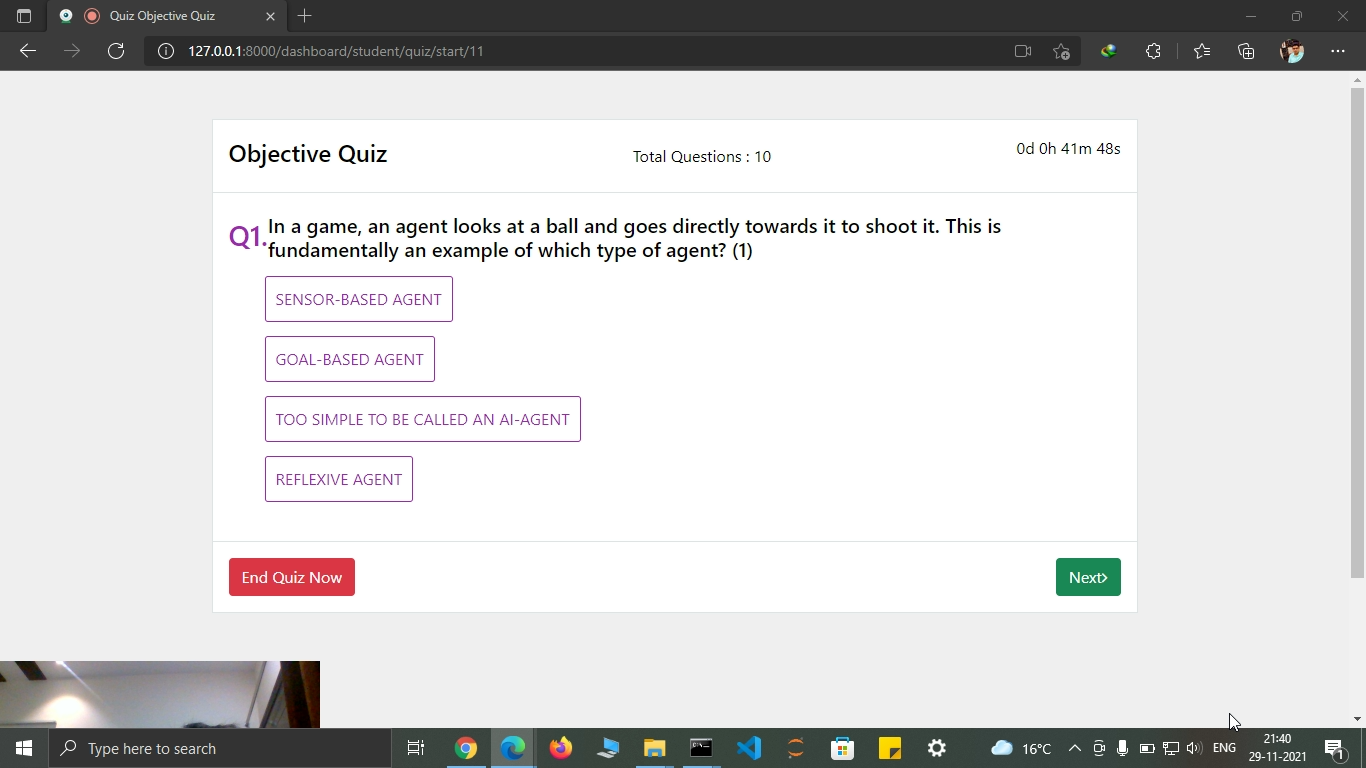 Quiz Objective Quiz
127.0.0.1:8000/dashboard/student/quiz/start/11
Objective Quiz
Total Questions : 10
0d 0h 41m 48s
Q1. In a game, an agent looks at a ball and goes directly towards it to shoot it. This is
fundamentally an example of which type of agent? (1)
SENSOR-BASED AGENT
GOAL-BASED AGENT
TOO SIMPLE TO BE CALLED AN AI-AGENT
REFLEXIVE AGENT
End Quiz Now
Next>
Type here to search
16°C
ENG
21:40
29-11-2021
1